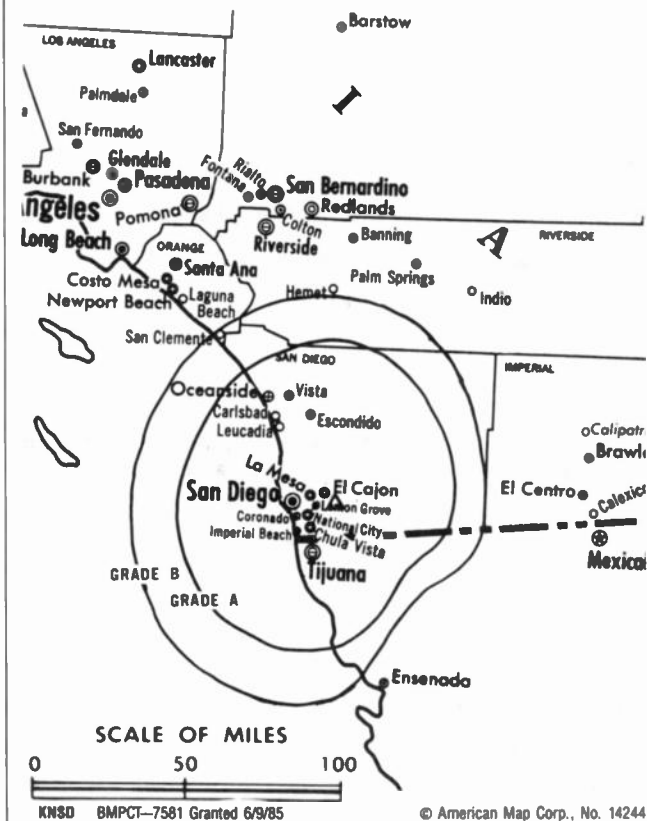 Barstow
LOS ANGELES
Lancaster
Palmdale
I
San Fernando
Glendale
Burbank
Pasadena
Rialto
Fontana
San Bernardino
ngeles
Pomona
Redlands
Colton
Long Beach
ORANGE
Riverside
Banning
A
RIVERSIDE
Santa Ana
Palm Springs
Costo Mesa
Newport Beach
Laguna
Beach
Hemet
Indio
San Clemente
SAN DIEGO
IMPERIAL
Oceanside
Vista
Carlsbad
Escondido
Leucadia
Calipatr
Brawle
La Mesa
El Cajon
El Centro
San Diego
Lemon Grove
Calexico
Coronado
National City
Imperial Beach
Chula Vista
Mexica
Tijuana
GRADE B
GRADE A
Ensenada
SCALE OF MILES
0 50 100
KNSD BMPCT—7581 Granted 6/9/85
© American Map Corp., No. 14244